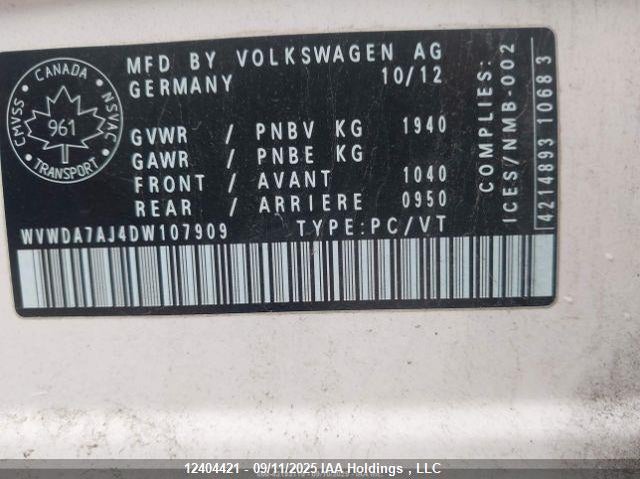 MFD BY VOLKSWAGEN AG
GERMANY 10/12
CANADA
CMVSS
NSVAC
961
TRANSPORT
GVWR / PNBV KG 1940
GAWR / PNBE KG
FRONT / AVANT 1040
REAR / ARRIERE 0950
WVWDA7AJ4DW107909 TYPE:PC/VT
COMPLIES:
ICES/NMB-002
4214893 1068 3
12404421 - 09/11/2025 IAA Holdings , LLC